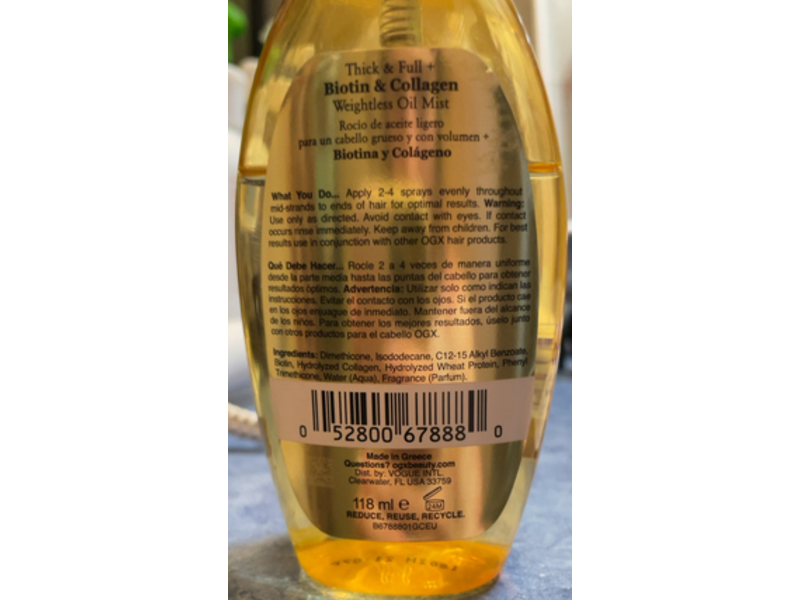 Thick & Full +
Biotin & Collagen
Weightless Oil Mist
Rocío de aceite ligero
para un cabello grueso y con volumen +
Biotina y Colágeno
What You Do... Apply 2-4 sprays evenly throughout
mid-strands to ends of hair for optimal results. Warning:
Use only as directed. Avoid contact with eyes. If contact
occurs rinse immediately. Keep away from children. For best
results use in conjunction with other OGX hair products.
Qué Debe Hacer... Rocíe 2 a 4 veces de manera uniforme
desde la parte media hasta las puntas del cabello para obtener
resultados óptimos. Advertencia: Utilizar solo como indican las
instrucciones. Evitar el contacto con los ojos. Si el producto cae
en los ojos enjuague de inmediato. Mantener fuera del alcance
de los niños. Para obtener los mejores resultados, úselo junto
con otros productos para el cabello OGX.
Ingredients: Dimethicone, Isododecane, C12-15 Alkyl Benzoate,
Biotin, Hydrolyzed Collagen, Hydrolyzed Wheat Protein, Phenyl
Trimethicone, Water (Aqua), Fragrance (Parfum).
0 52800 67888 0
Made in Greece
Questions? ogxbeauty.com
Dist. by: VOGUE INTL.
Clearwater, FL USA 33759
118 ml e 24M
REDUCE, REUSE, RECYCLE.
B6788801GCEU